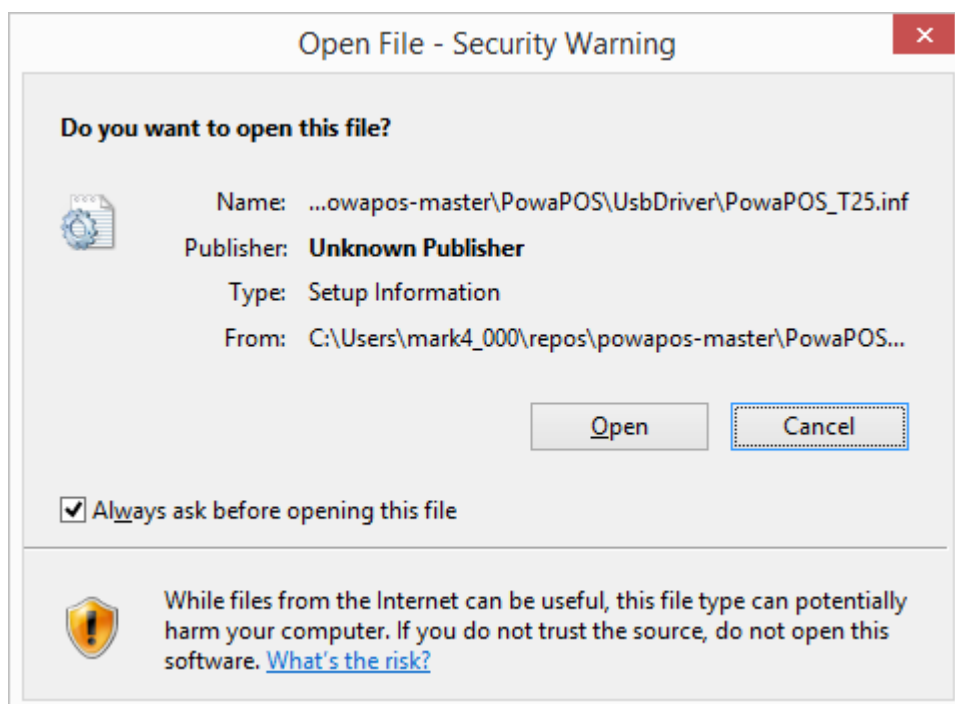 Open File - Security Warning
Do you want to open this file?
Name: ...owapos-master\PowaPOS\UsbDriver\PowaPOS_T25.inf
Publisher: Unknown Publisher
Type: Setup Information
From: C:\Users\mark4_000\repos\powapos-master\PowaPOS...
Open Cancel
Always ask before opening this file
While files from the Internet can be useful, this file type can potentially
harm your computer. If you do not trust the source, do not open this
software. What's the risk?